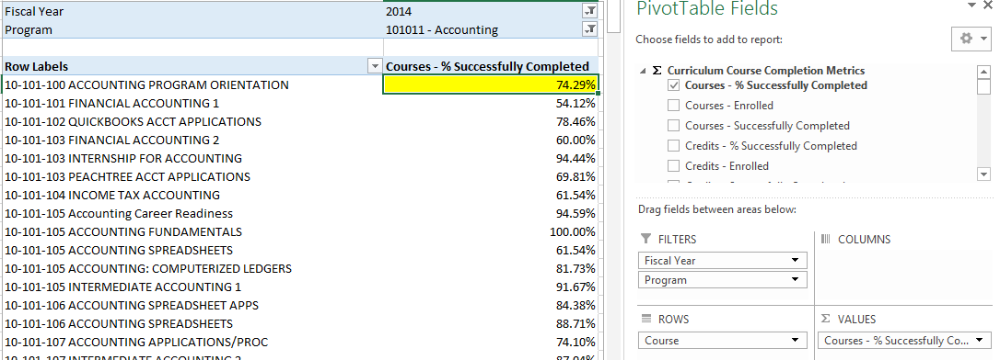 Fiscal Year 2014
Program 101011 - Accounting
Row Labels Courses - % Successfully Completed
10-101-100 ACCOUNTING PROGRAM ORIENTATION 74.29%
10-101-101 FINANCIAL ACCOUNTING 1 54.12%
10-101-102 QUICKBOOKS ACCT APPLICATIONS 78.46%
10-101-103 FINANCIAL ACCOUNTING 2 60.00%
10-101-103 INTERNSHIP FOR ACCOUNTING 94.44%
10-101-103 PEACHTREE ACCT APPLICATIONS 69.81%
10-101-104 INCOME TAX ACCOUNTING 61.54%
10-101-105 Accounting Career Readiness 94.59%
10-101-105 ACCOUNTING FUNDAMENTALS 100.00%
10-101-105 ACCOUNTING SPREADSHEETS 61.54%
10-101-105 ACCOUNTING: COMPUTERIZED LEDGERS 81.73%
10-101-105 INTERMEDIATE ACCOUNTING 1 91.67%
10-101-106 ACCOUNTING SPREADSHEET APPS 84.38%
10-101-106 ACCOUNTING SPREADSHEETS 88.71%
10-101-107 ACCOUNTING APPLICATIONS/PROC 74.10%
10-101-107 INTERMEDIATE ACCOUNTING 2 87.04%
PivotTable Fields
Choose fields to add to report:
Σ Curriculum Course Completion Metrics
Courses - % Successfully Completed
Courses - Enrolled
Courses - Successfully Completed
Credits - % Successfully Completed
Credits - Enrolled
Drag fields between areas below:
FILTERS
Fiscal Year
Program
COLUMNS
ROWS
Course
Σ VALUES
Courses - % Successfully Co...